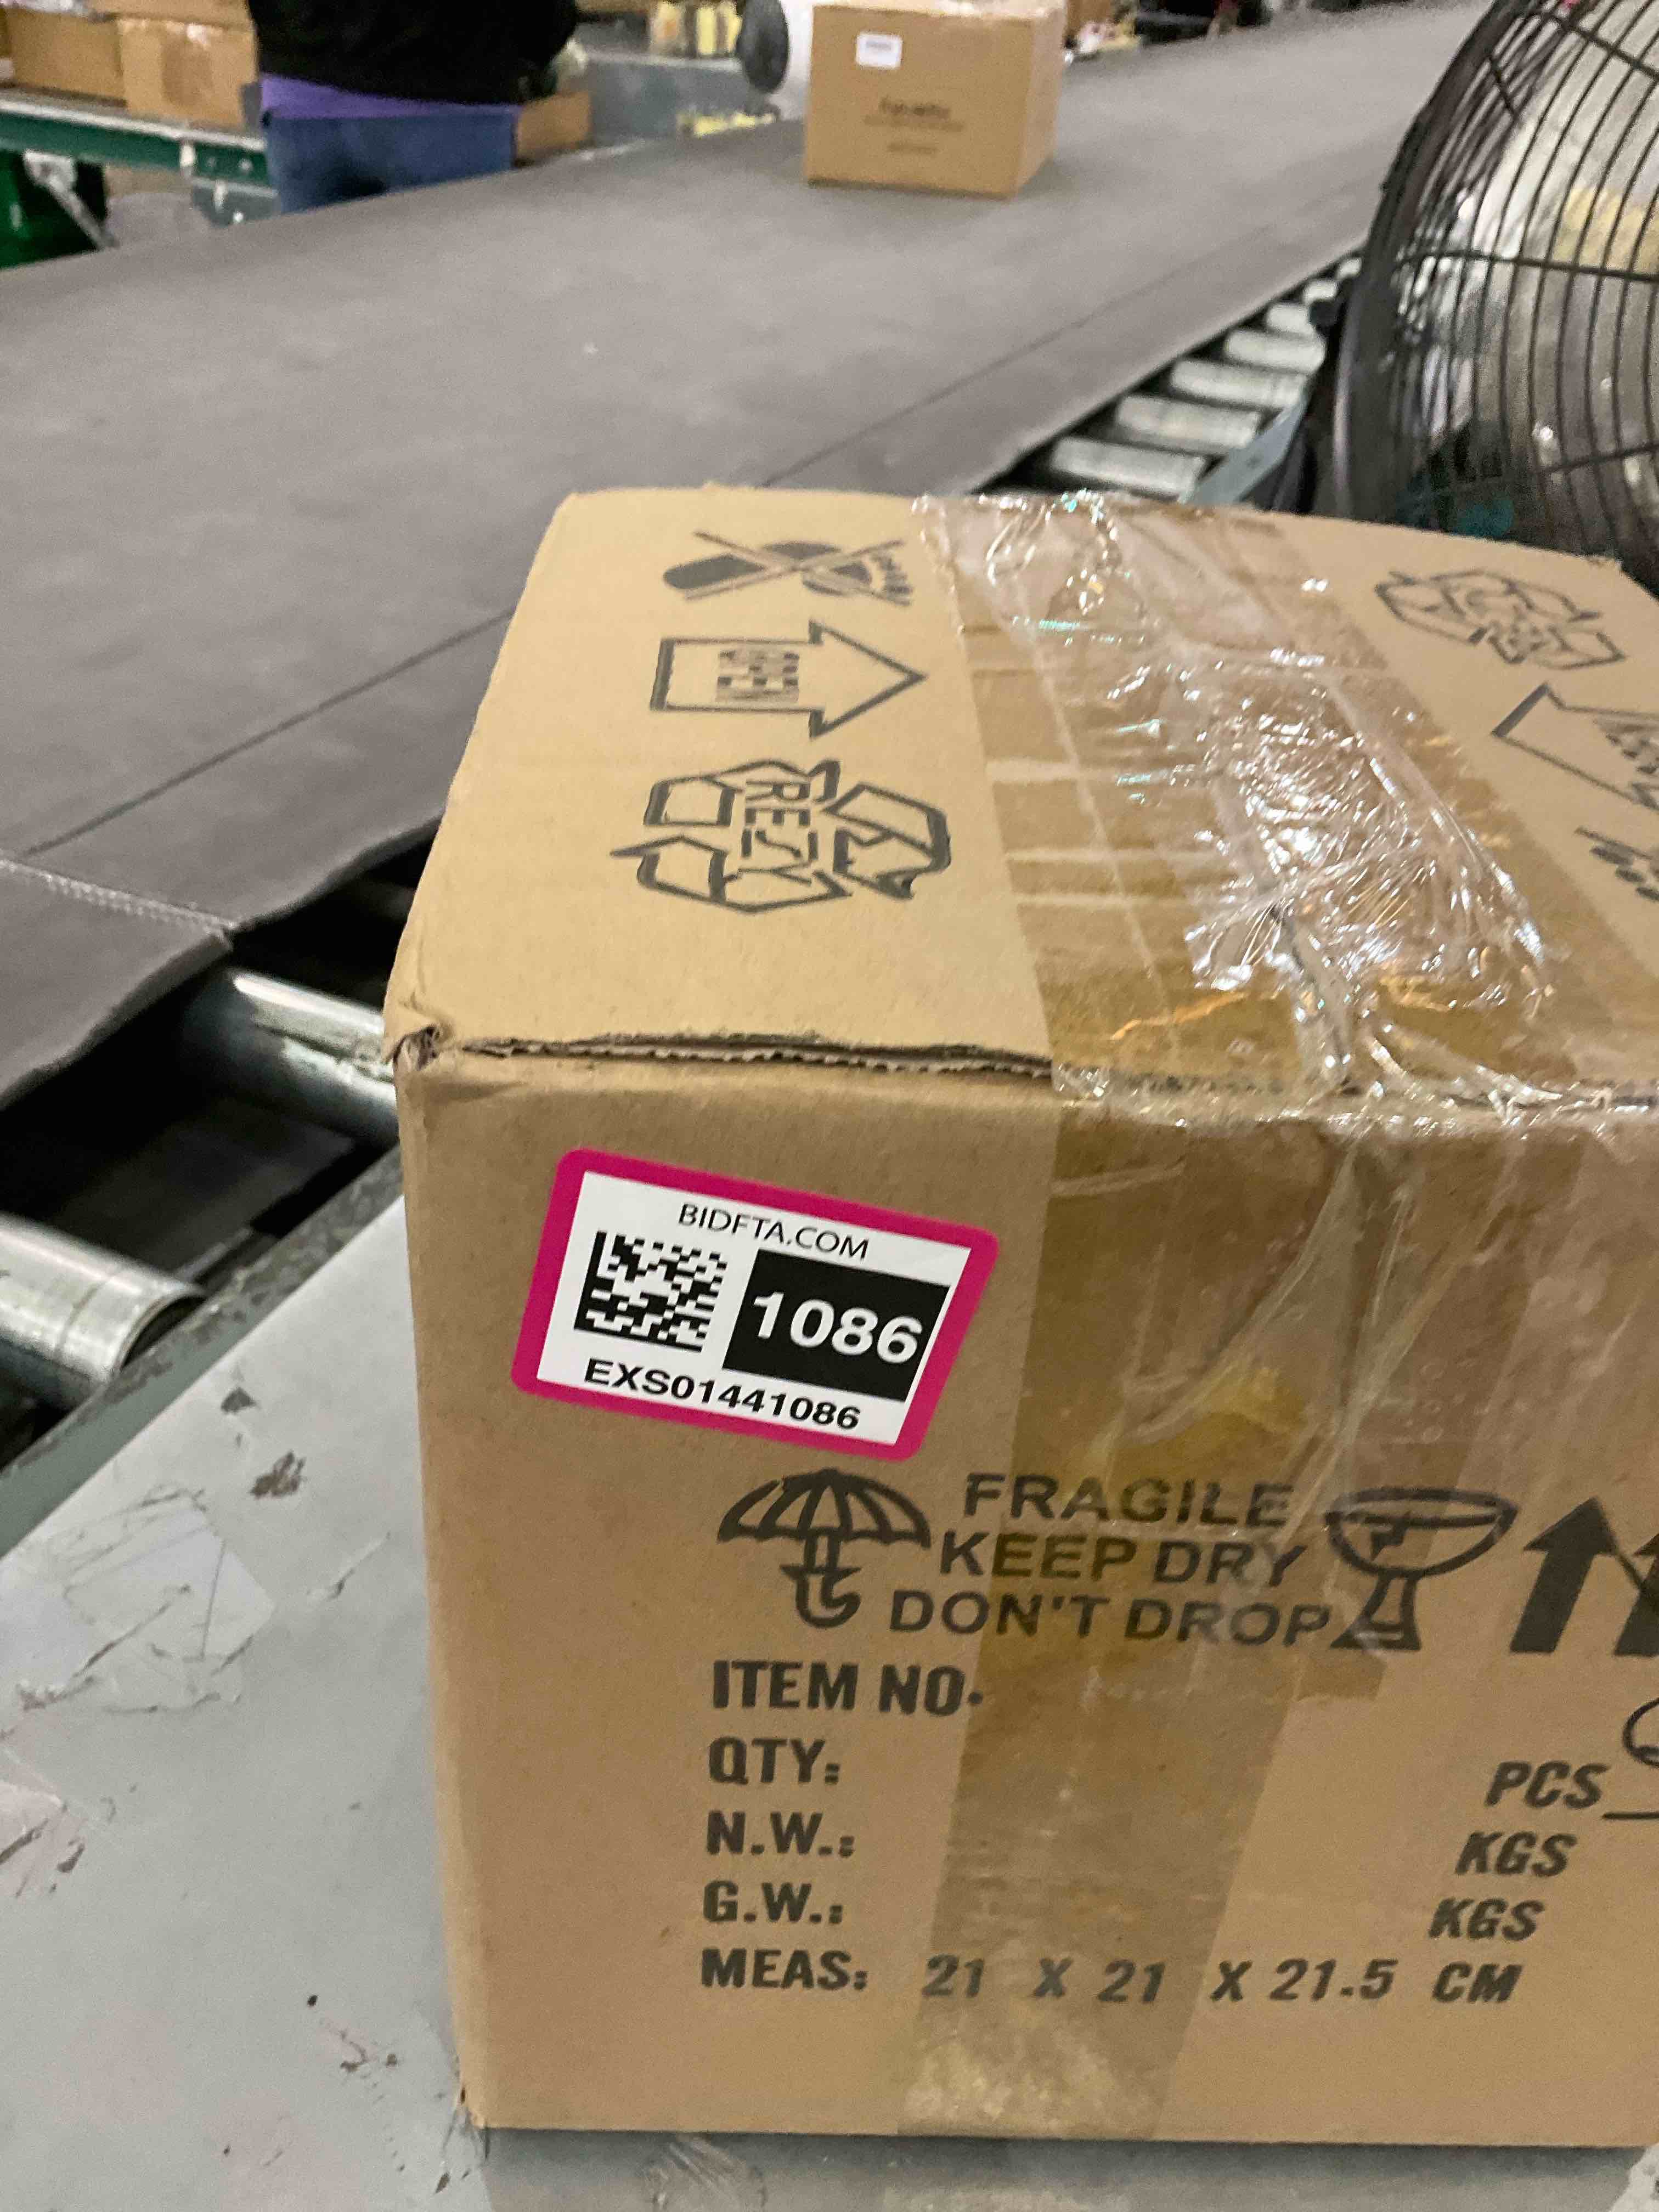 BIDFTA.COM
1086
EXS01441086
FRAGILE
KEEP DRY
DON'T DROP
ITEM NO.
QTY: PCS
N.W.: KGS
G.W.: KGS
MEAS: 21 X 21 X 21.5 CM